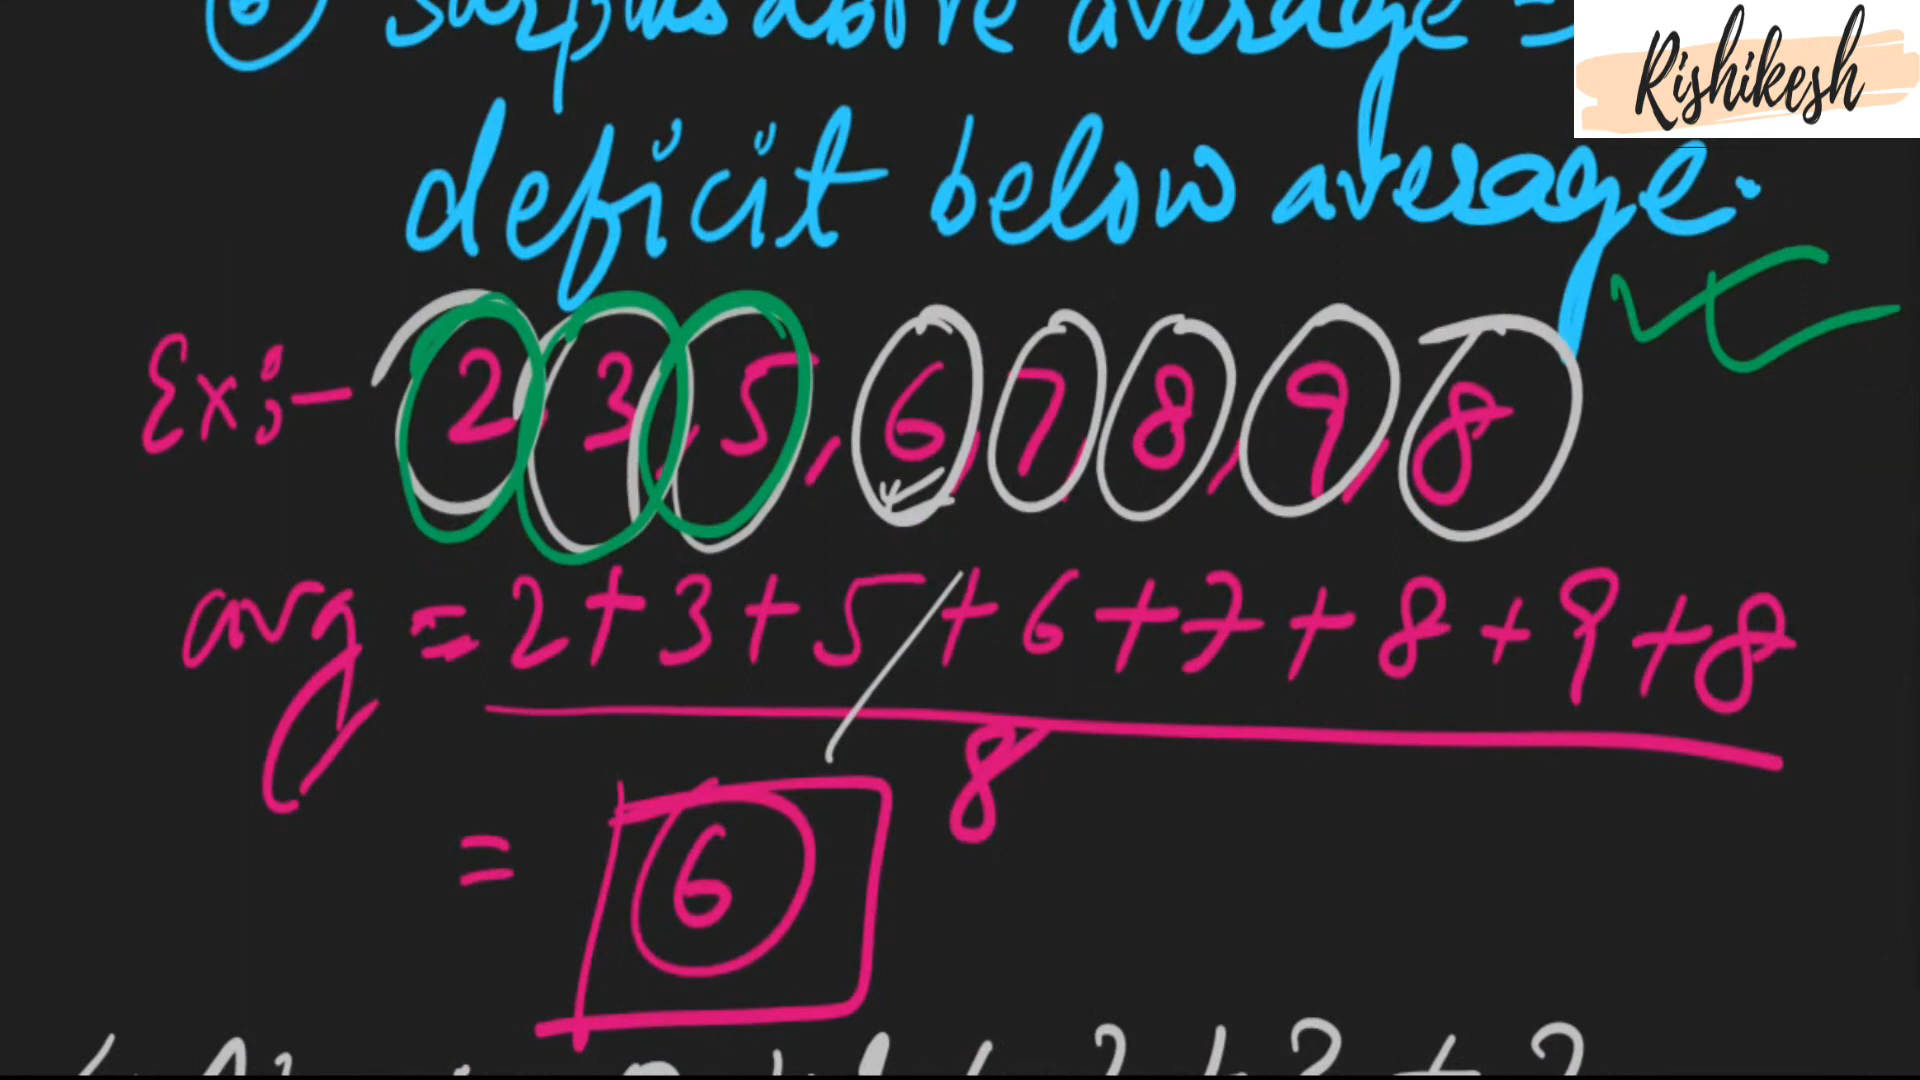 6 surplus above average =
Rishikesh
deficit below average.
Ex:- 2, 3, 5, 6, 7, 8, 9, 8
avg = 2+3+5+6+7+8+9+8
8
= 6